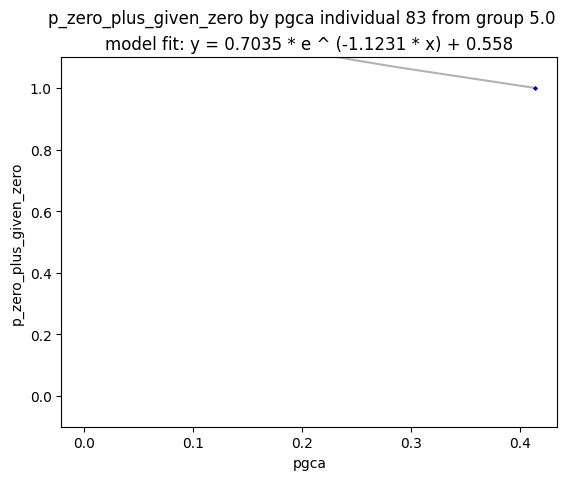 p_zero_plus_given_zero by pgca individual 83 from group 5.0
model fit: y = 0.7035 * e ^ (-1.1231 * x) + 0.558
1.0
0.8
0.6
0.4
0.2
0.0
p_zero_plus_given_zero
0.0 0.1 0.2 0.3 0.4
pgca